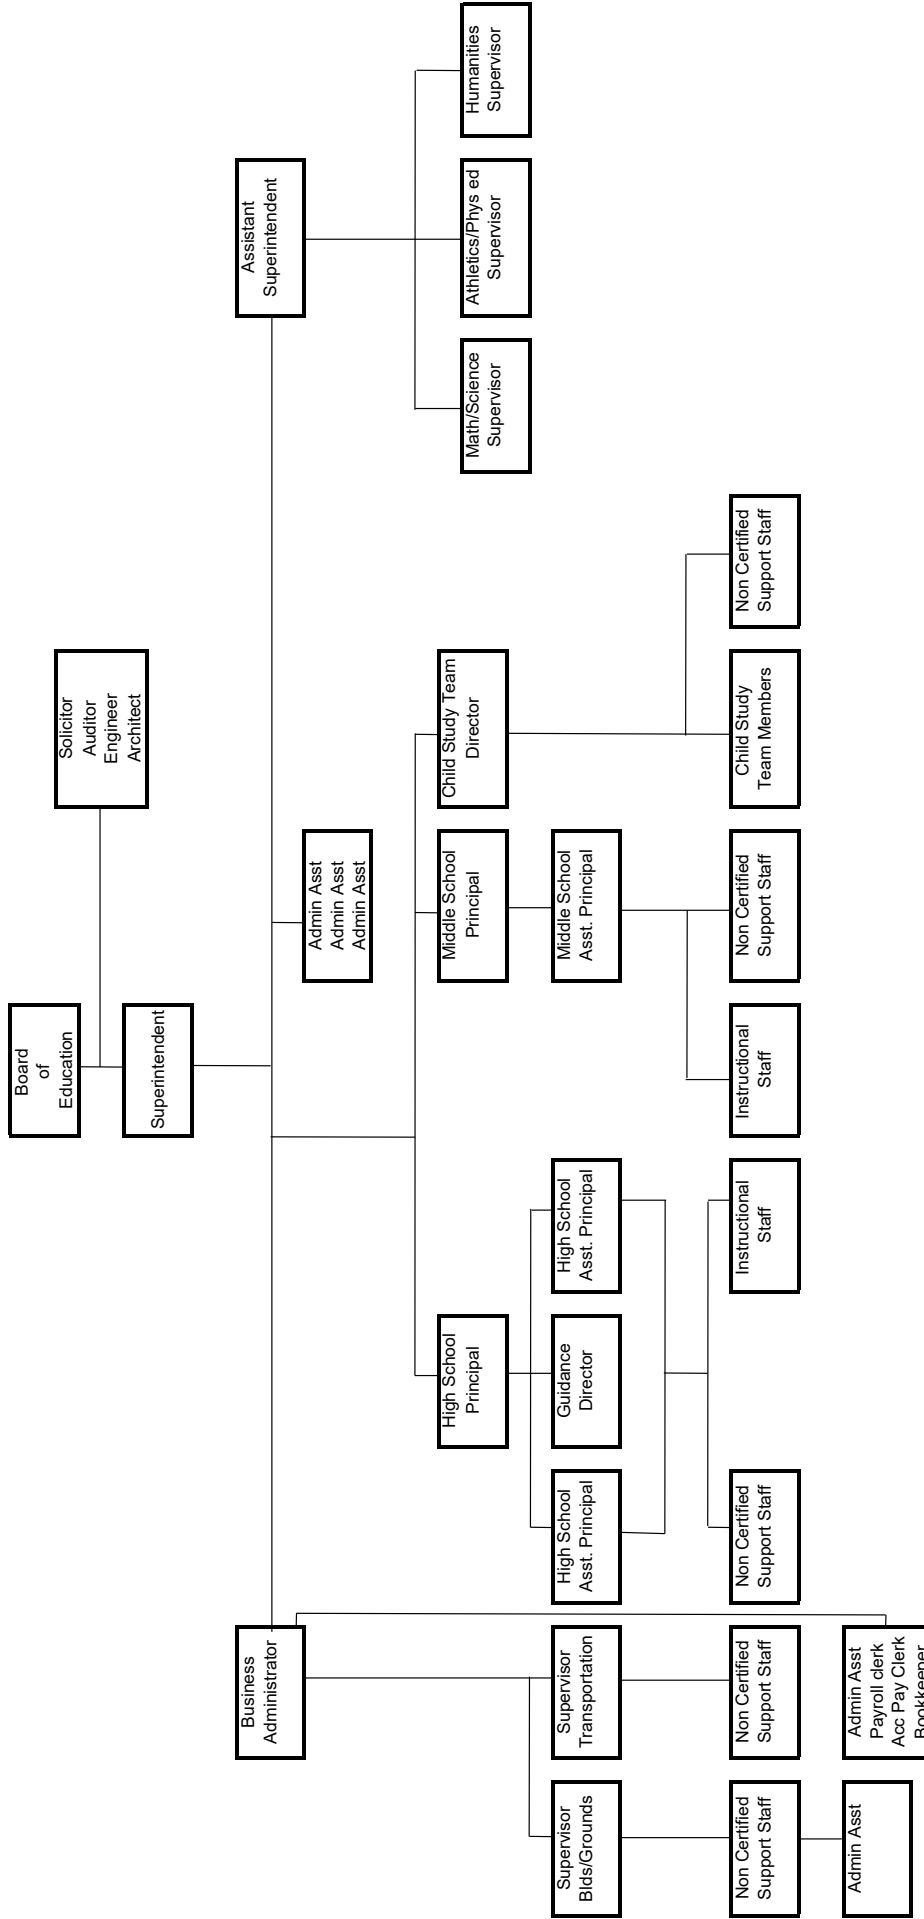 Board
of
Education
Solicitor
Auditor
Engineer
Architect
Superintendent
Business
Administrator
Assistant
Superintendent
Admin Asst
Admin Asst
Admin Asst
High School
Principal
Middle School
Principal
Child Study Team
Director
Math/Science
Supervisor
Athletics/Phys ed
Supervisor
Humanities
Supervisor
Supervisor
Blds/Grounds
Supervisor
Transportation
High School
Asst. Principal
Guidance
Director
High School
Asst. Principal
Middle School
Asst. Principal
Non Certified
Support Staff
Non Certified
Support Staff
Non Certified
Support Staff
Instructional
Staff
Instructional
Staff
Non Certified
Support Staff
Child Study
Team Members
Non Certified
Support Staff
Admin Asst
Admin Asst
Payroll clerk
Acc Pay Clerk
Bookkeeper